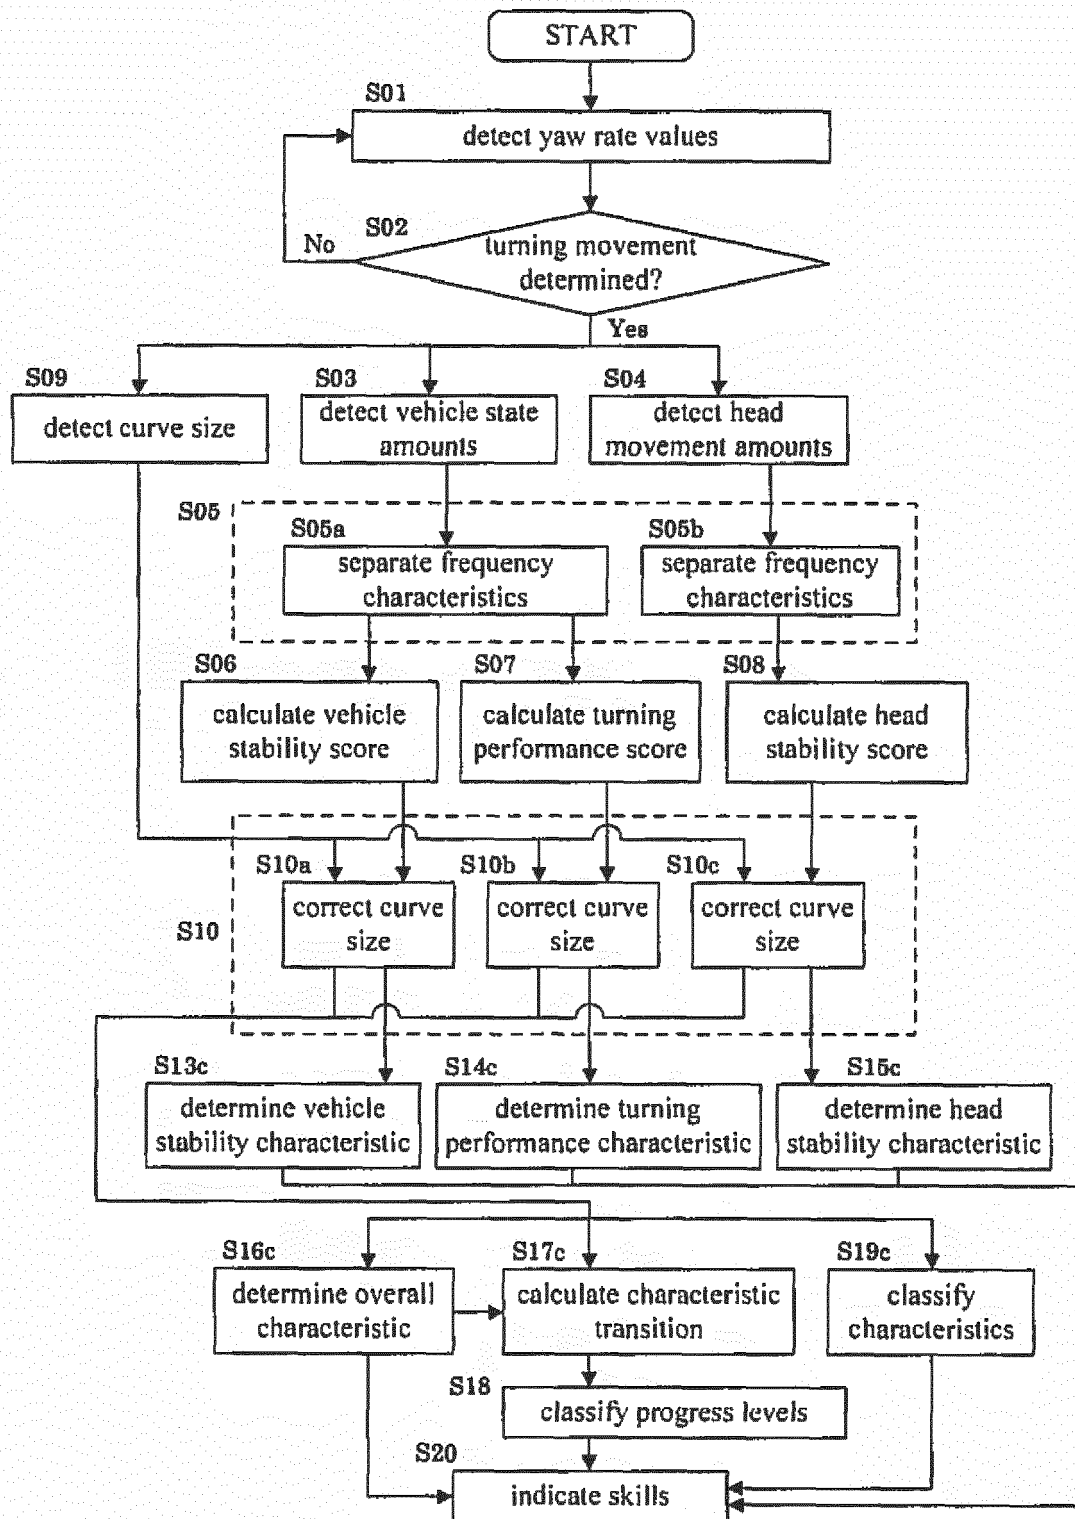 START
S01
detect yaw rate values
S02
No
turning movement
determined?
Yes
S09
S03
S04
detect curve size
detect vehicle state
amounts
detect head
movement amounts
S05
S05a
S05b
separate frequency
characteristics
separate frequency
characteristics
S06
S07
S08
calculate vehicle
stability score
calculate turning
performance score
calculate head
stability score
S10
S10a
S10b
S10c
correct curve
size
correct curve
size
correct curve
size
S13c
S14c
S15c
determine vehicle
stability characteristic
determine turning
performance characteristic
determine head
stability characteristic
S16c
S17c
S19c
determine overall
characteristic
calculate characteristic
transition
classify
characteristics
S18
classify progress levels
S20
indicate skills